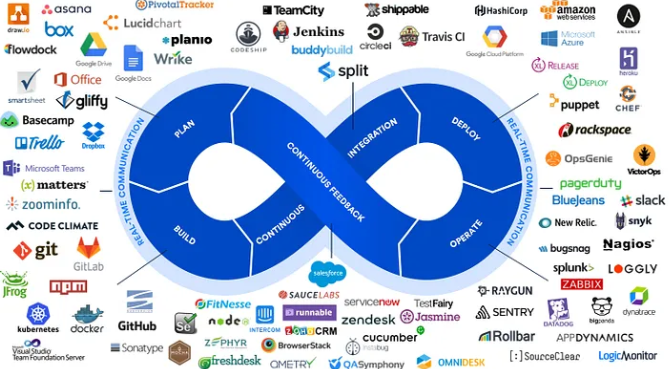 draw.io
asana
PivotalTracker
TeamCity
shippable
HashiCorp
amazon
web services
ANSIBLE
box
Lucidchart
flowdock
Google Drive
planio
CODESHIP
Jenkins
circleci
Travis CI
Google Cloud Platform
Microsoft
Azure
heroku
Google Docs
Wrike
buddybuild
split
XL RELEASE
XL DEPLOY
smartsheet
Office
gliffy
puppet
CHEF
Basecamp
rackspace
Trello
Dropbox
OpsGenie
VictorOps
Microsoft Teams
(x) matters
pagerduty
zoominfo.
BlueJeans
slack
CODE CLIMATE
New Relic.
snyk
git
GitLab
bugsnag
Nagios
splunk>
LOGGLY
JFrog
npm
ZABBIX
REAL-TIME COMMUNICATION
PLAN
BUILD
CONTINUOUS
INTEGRATION
CONTINUOUS FEEDBACK
DEPLOY
OPERATE
REAL-TIME COMMUNICATION
salesforce
kubernetes
docker
GitHub
Se
FitNesse
SAUCELABS
servicenow
TestFairy
RAYGUN
DATADOG
bigpanda
dynatrace
node
INTERCOM
runnable
zendesk
Jasmine
SENTRY
ZOHO CRM
Visual Studio
Team Foundation Server
Sonatype
MOCHA
ZEPHYR
BrowserStack
instabug
cucumber
Rollbar
APPDYNAMICS
freshdesk
QMETRY
QASymphony
OMNIDESK
[:]SourceClear
LogicMonitor